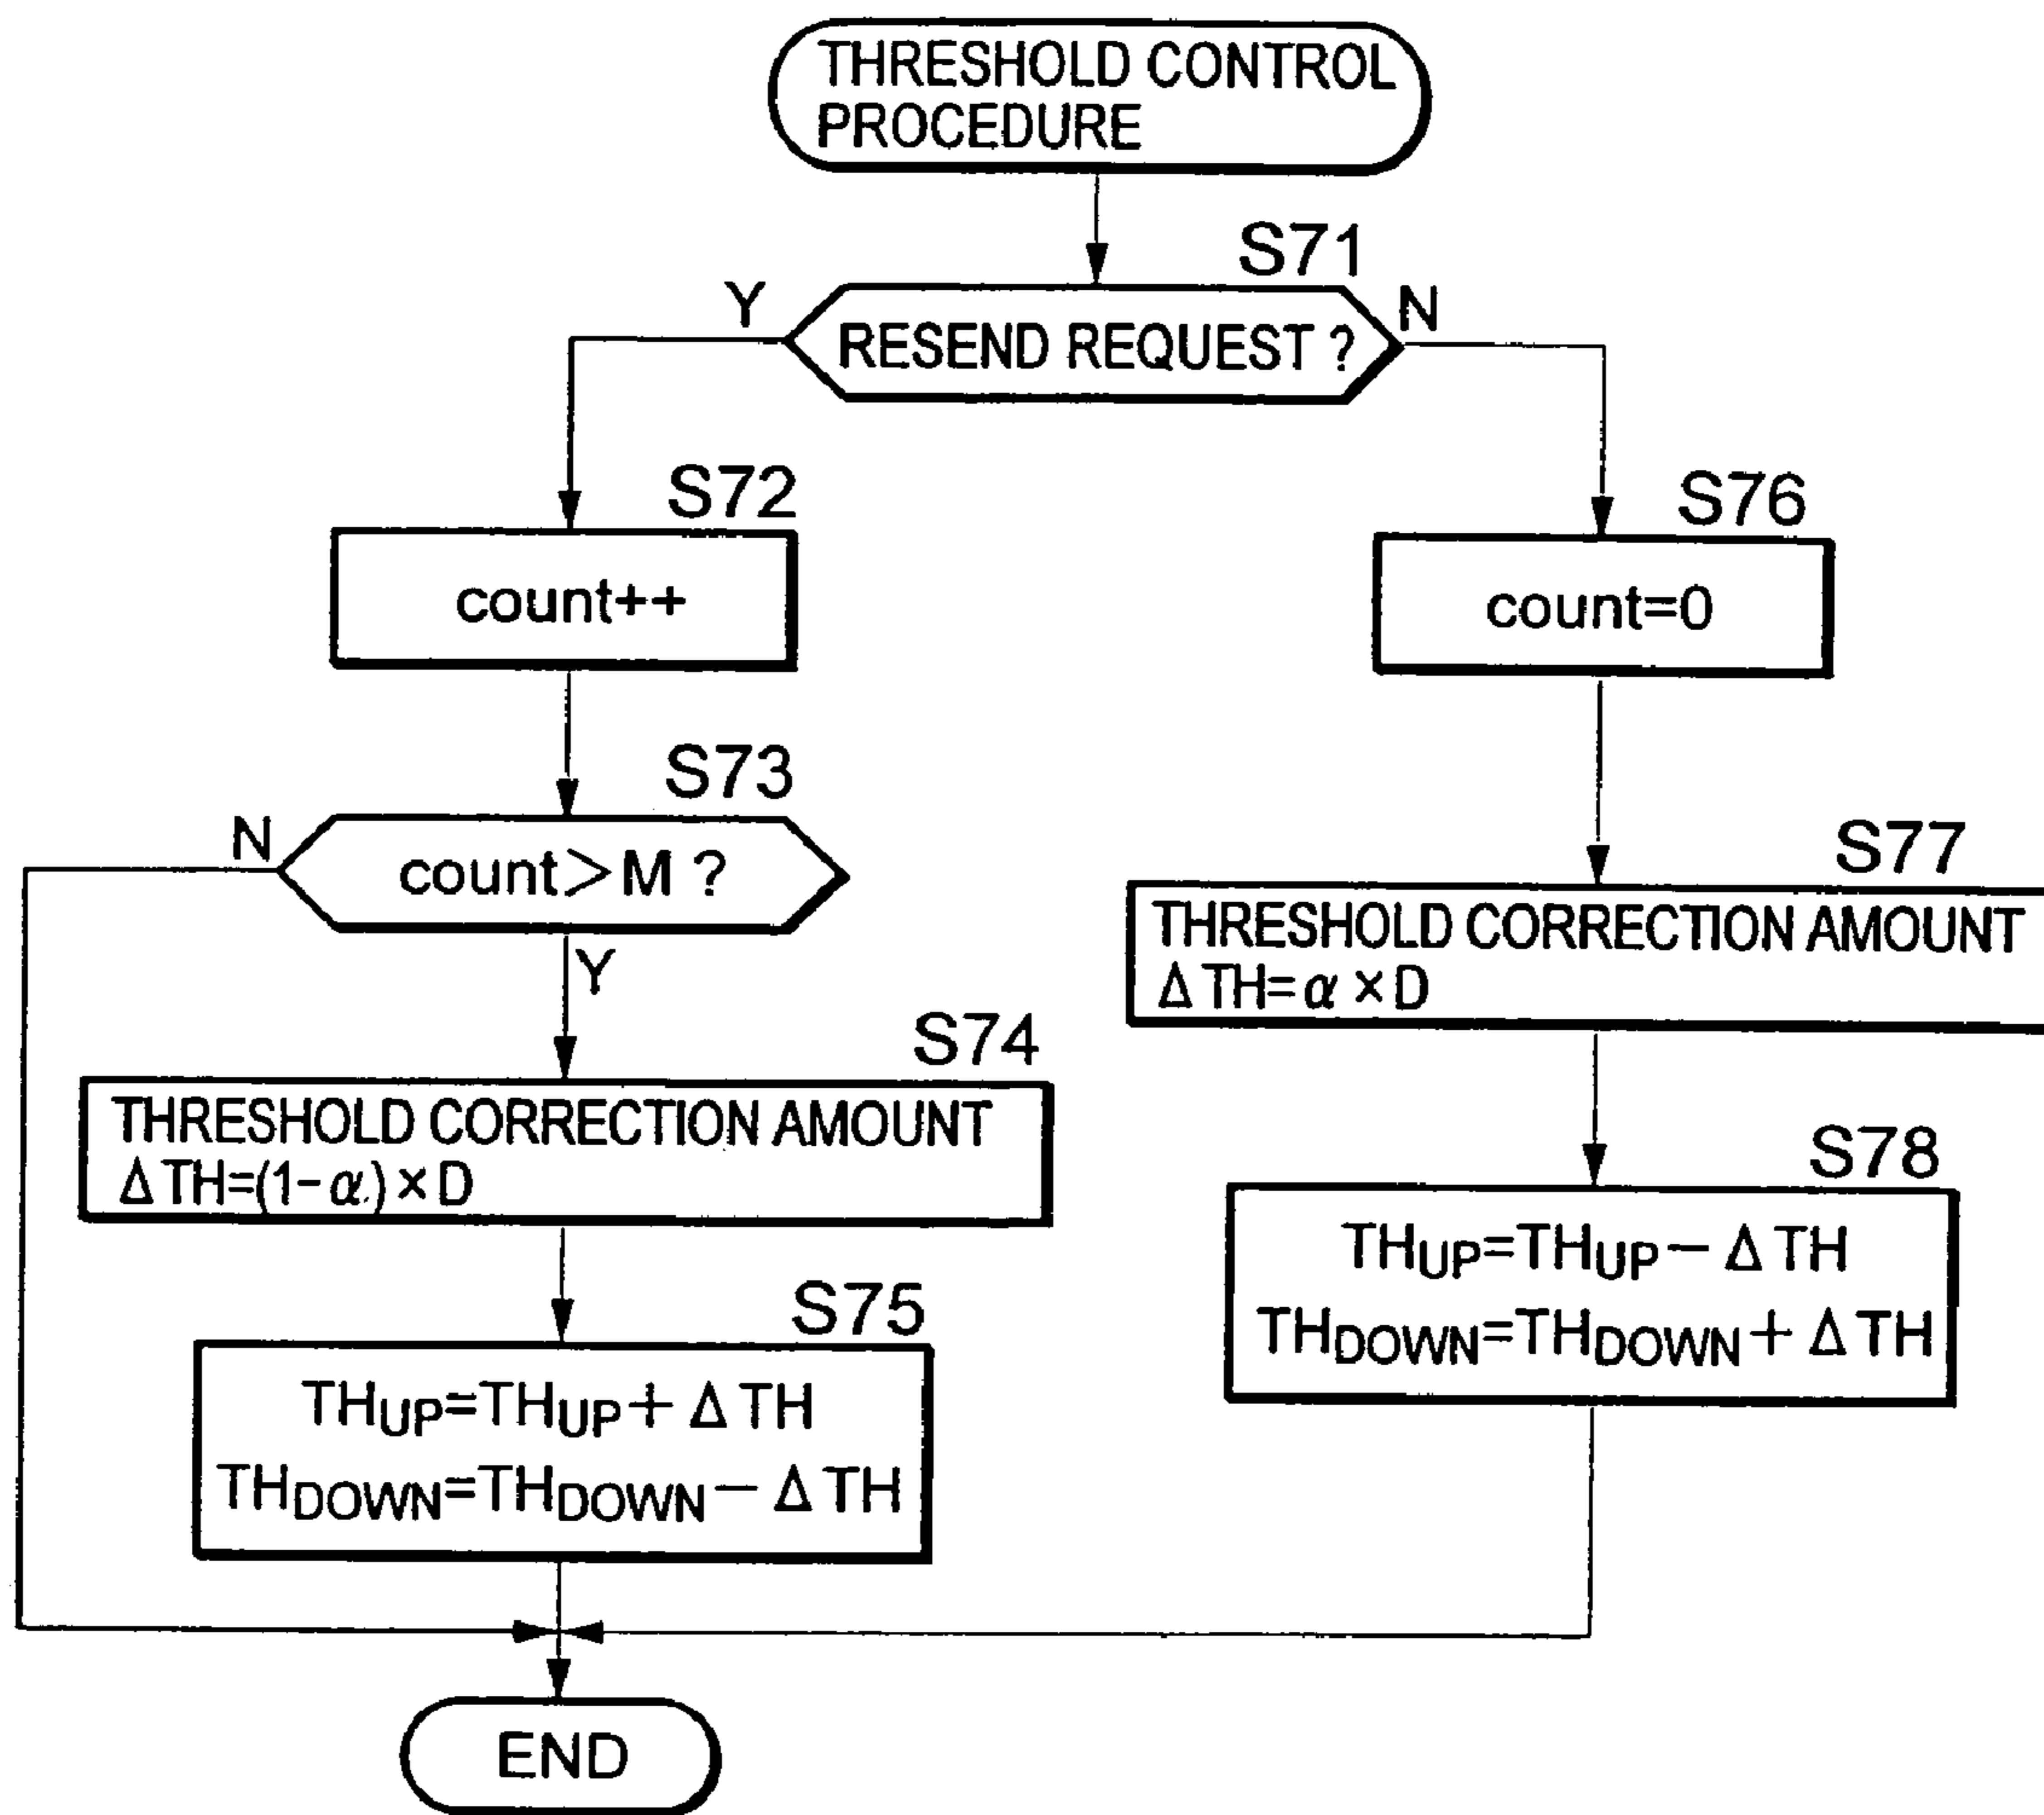 THRESHOLD CONTROL
PROCEDURE
S71
Y
N
RESEND REQUEST ?
S72
count++
S73
N
count>M ?
Y
S74
THRESHOLD CORRECTION AMOUNT
ΔTH=(1-α)×D
S75
THUP=THUP+ΔTH
THDOWN=THDOWN-ΔTH
S76
count=0
S77
THRESHOLD CORRECTION AMOUNT
ΔTH=α×D
S78
THUP=THUP-ΔTH
THDOWN=THDOWN+ΔTH
END